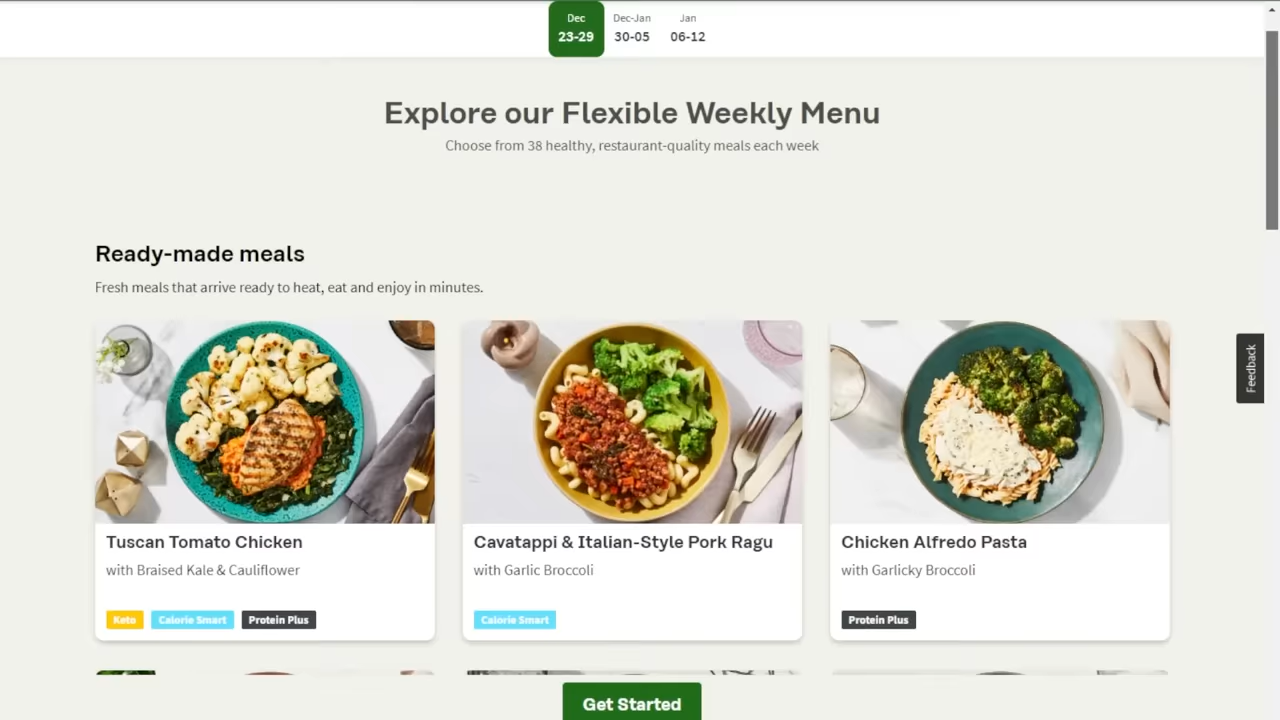 Dec
23-29
Dec-Jan
30-05
Jan
06-12
Explore our Flexible Weekly Menu
Choose from 38 healthy, restaurant-quality meals each week
Ready-made meals
Fresh meals that arrive ready to heat, eat and enjoy in minutes.
Tuscan Tomato Chicken
with Braised Kale & Cauliflower
Keto
Calorie Smart
Protein Plus
Cavatappi & Italian-Style Pork Ragu
with Garlic Broccoli
Calorie Smart
Chicken Alfredo Pasta
with Garlicky Broccoli
Protein Plus
Feedback
Get Started